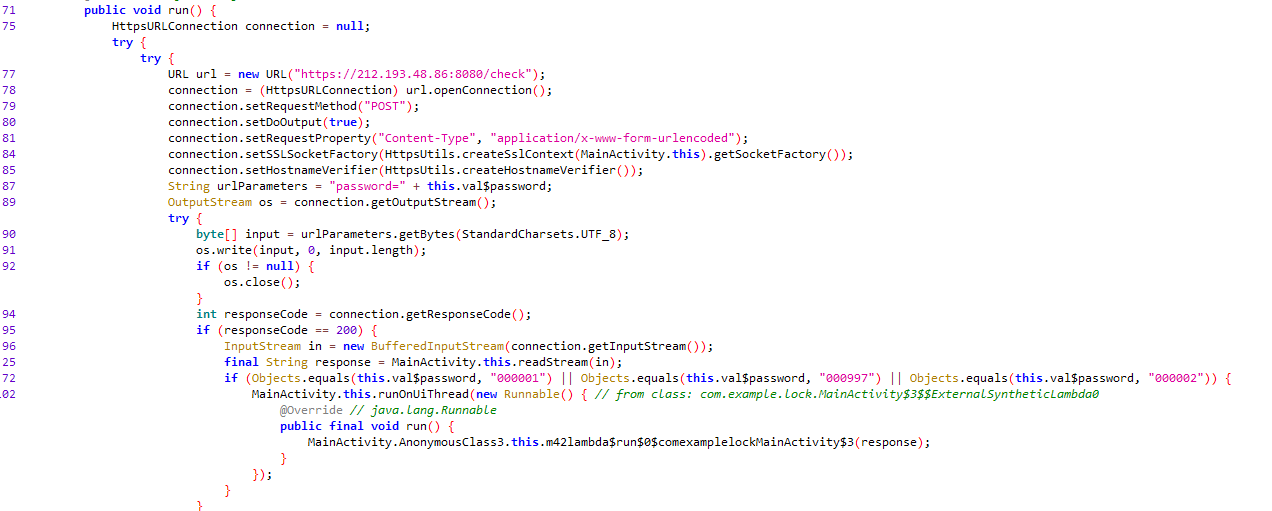 71 public void run() {
75 HttpsURLConnection connection = null;
try {
try {
77 URL url = new URL("https://212.193.48.86:8080/check");
78 connection = (HttpsURLConnection) url.openConnection();
79 connection.setRequestMethod("POST");
80 connection.setDoOutput(true);
81 connection.setRequestProperty("Content-Type", "application/x-www-form-urlencoded");
84 connection.setSSLSocketFactory(HttpsUtils.createSslContext(MainActivity.this).getSocketFactory());
85 connection.setHostnameVerifier(HttpsUtils.createHostnameVerifier());
87 String urlParameters = "password=" + this.val$password;
89 OutputStream os = connection.getOutputStream();
try {
90 byte[] input = urlParameters.getBytes(StandardCharsets.UTF_8);
91 os.write(input, 0, input.length);
92 if (os != null) {
os.close();
}
94 int responseCode = connection.getResponseCode();
95 if (responseCode == 200) {
96 InputStream in = new BufferedInputStream(connection.getInputStream());
25 final String response = MainActivity.this.readStream(in);
72 if (Objects.equals(this.val$password, "000001") || Objects.equals(this.val$password, "000997") || Objects.equals(this.val$password, "000002")) {
102 MainActivity.this.runOnUiThread(new Runnable() { // from class: com.example.lock.MainActivity$3$$ExternalSyntheticLambda0
@Override // java.lang.Runnable
public final void run() {
MainActivity.AnonymousClass3.this.m42lambda$run$0$comexamplelockMainActivity$3(response);
}
});
}
}